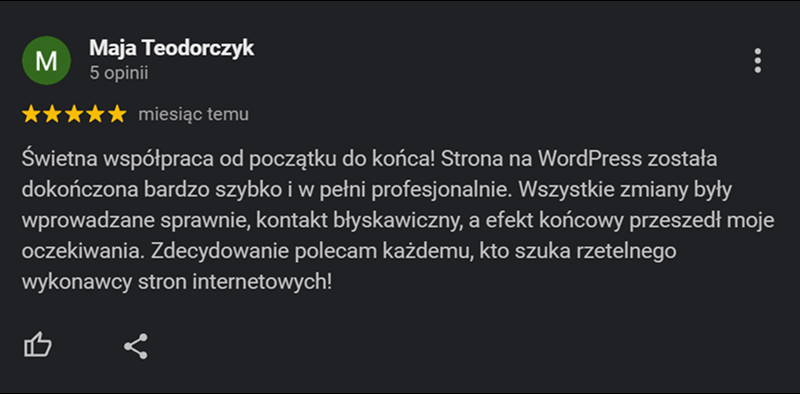 M
Maja Teodorczyk
5 opinii
miesiąc temu
Świetna współpraca od początku do końca! Strona na WordPress została
dokończona bardzo szybko i w pełni profesjonalnie. Wszystkie zmiany były
wprowadzane sprawnie, kontakt błyskawiczny, a efekt końcowy przeszedł moje
oczekiwania. Zdecydowanie polecam każdemu, kto szuka rzetelnego
wykonawcy stron internetowych!